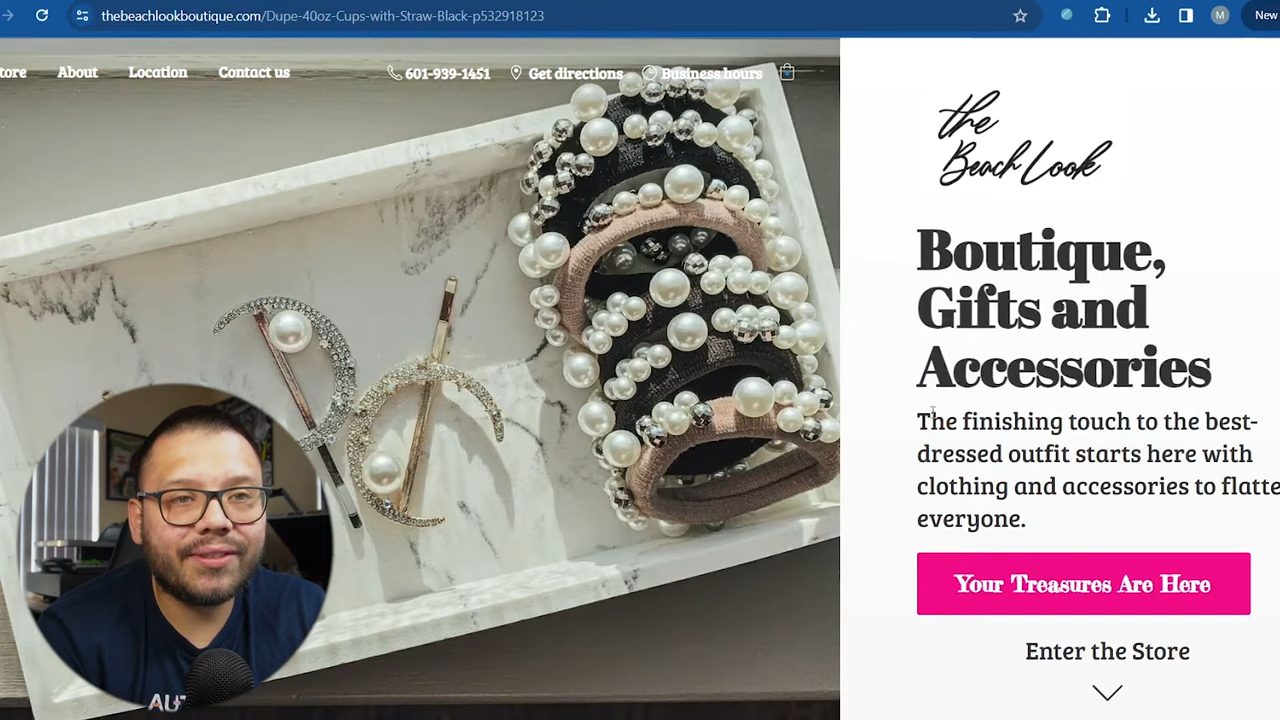 thebeachlookboutique.com/Dupe-40oz-Cups-with-Straw-Black-p532918123
M
New
tore
About
Location
Contact us
601-939-1451
Get directions
Business hours
the
Beach Look
Boutique,
Gifts and
Accessories
The finishing touch to the best-
dressed outfit starts here with
clothing and accessories to flatte
everyone.
Your Treasures Are Here
Enter the Store